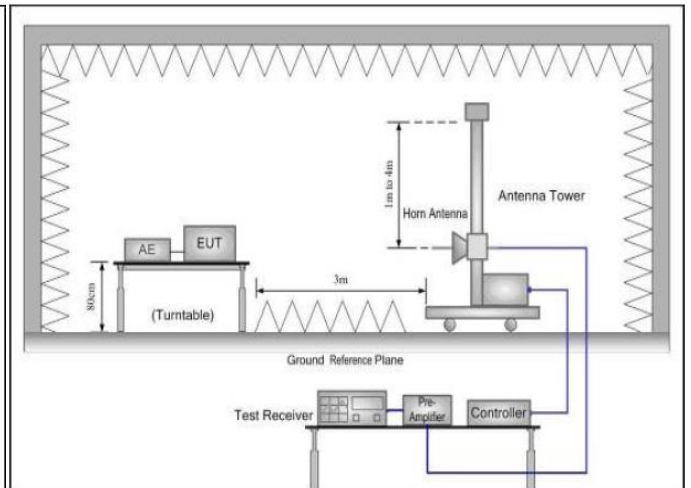 1m to 4m
Horn Antenna
Antenna Tower
AE
EUT
3m
80cm
(Turntable)
Ground Reference Plane
Test Receiver
Pre-
Amplifier
Controller